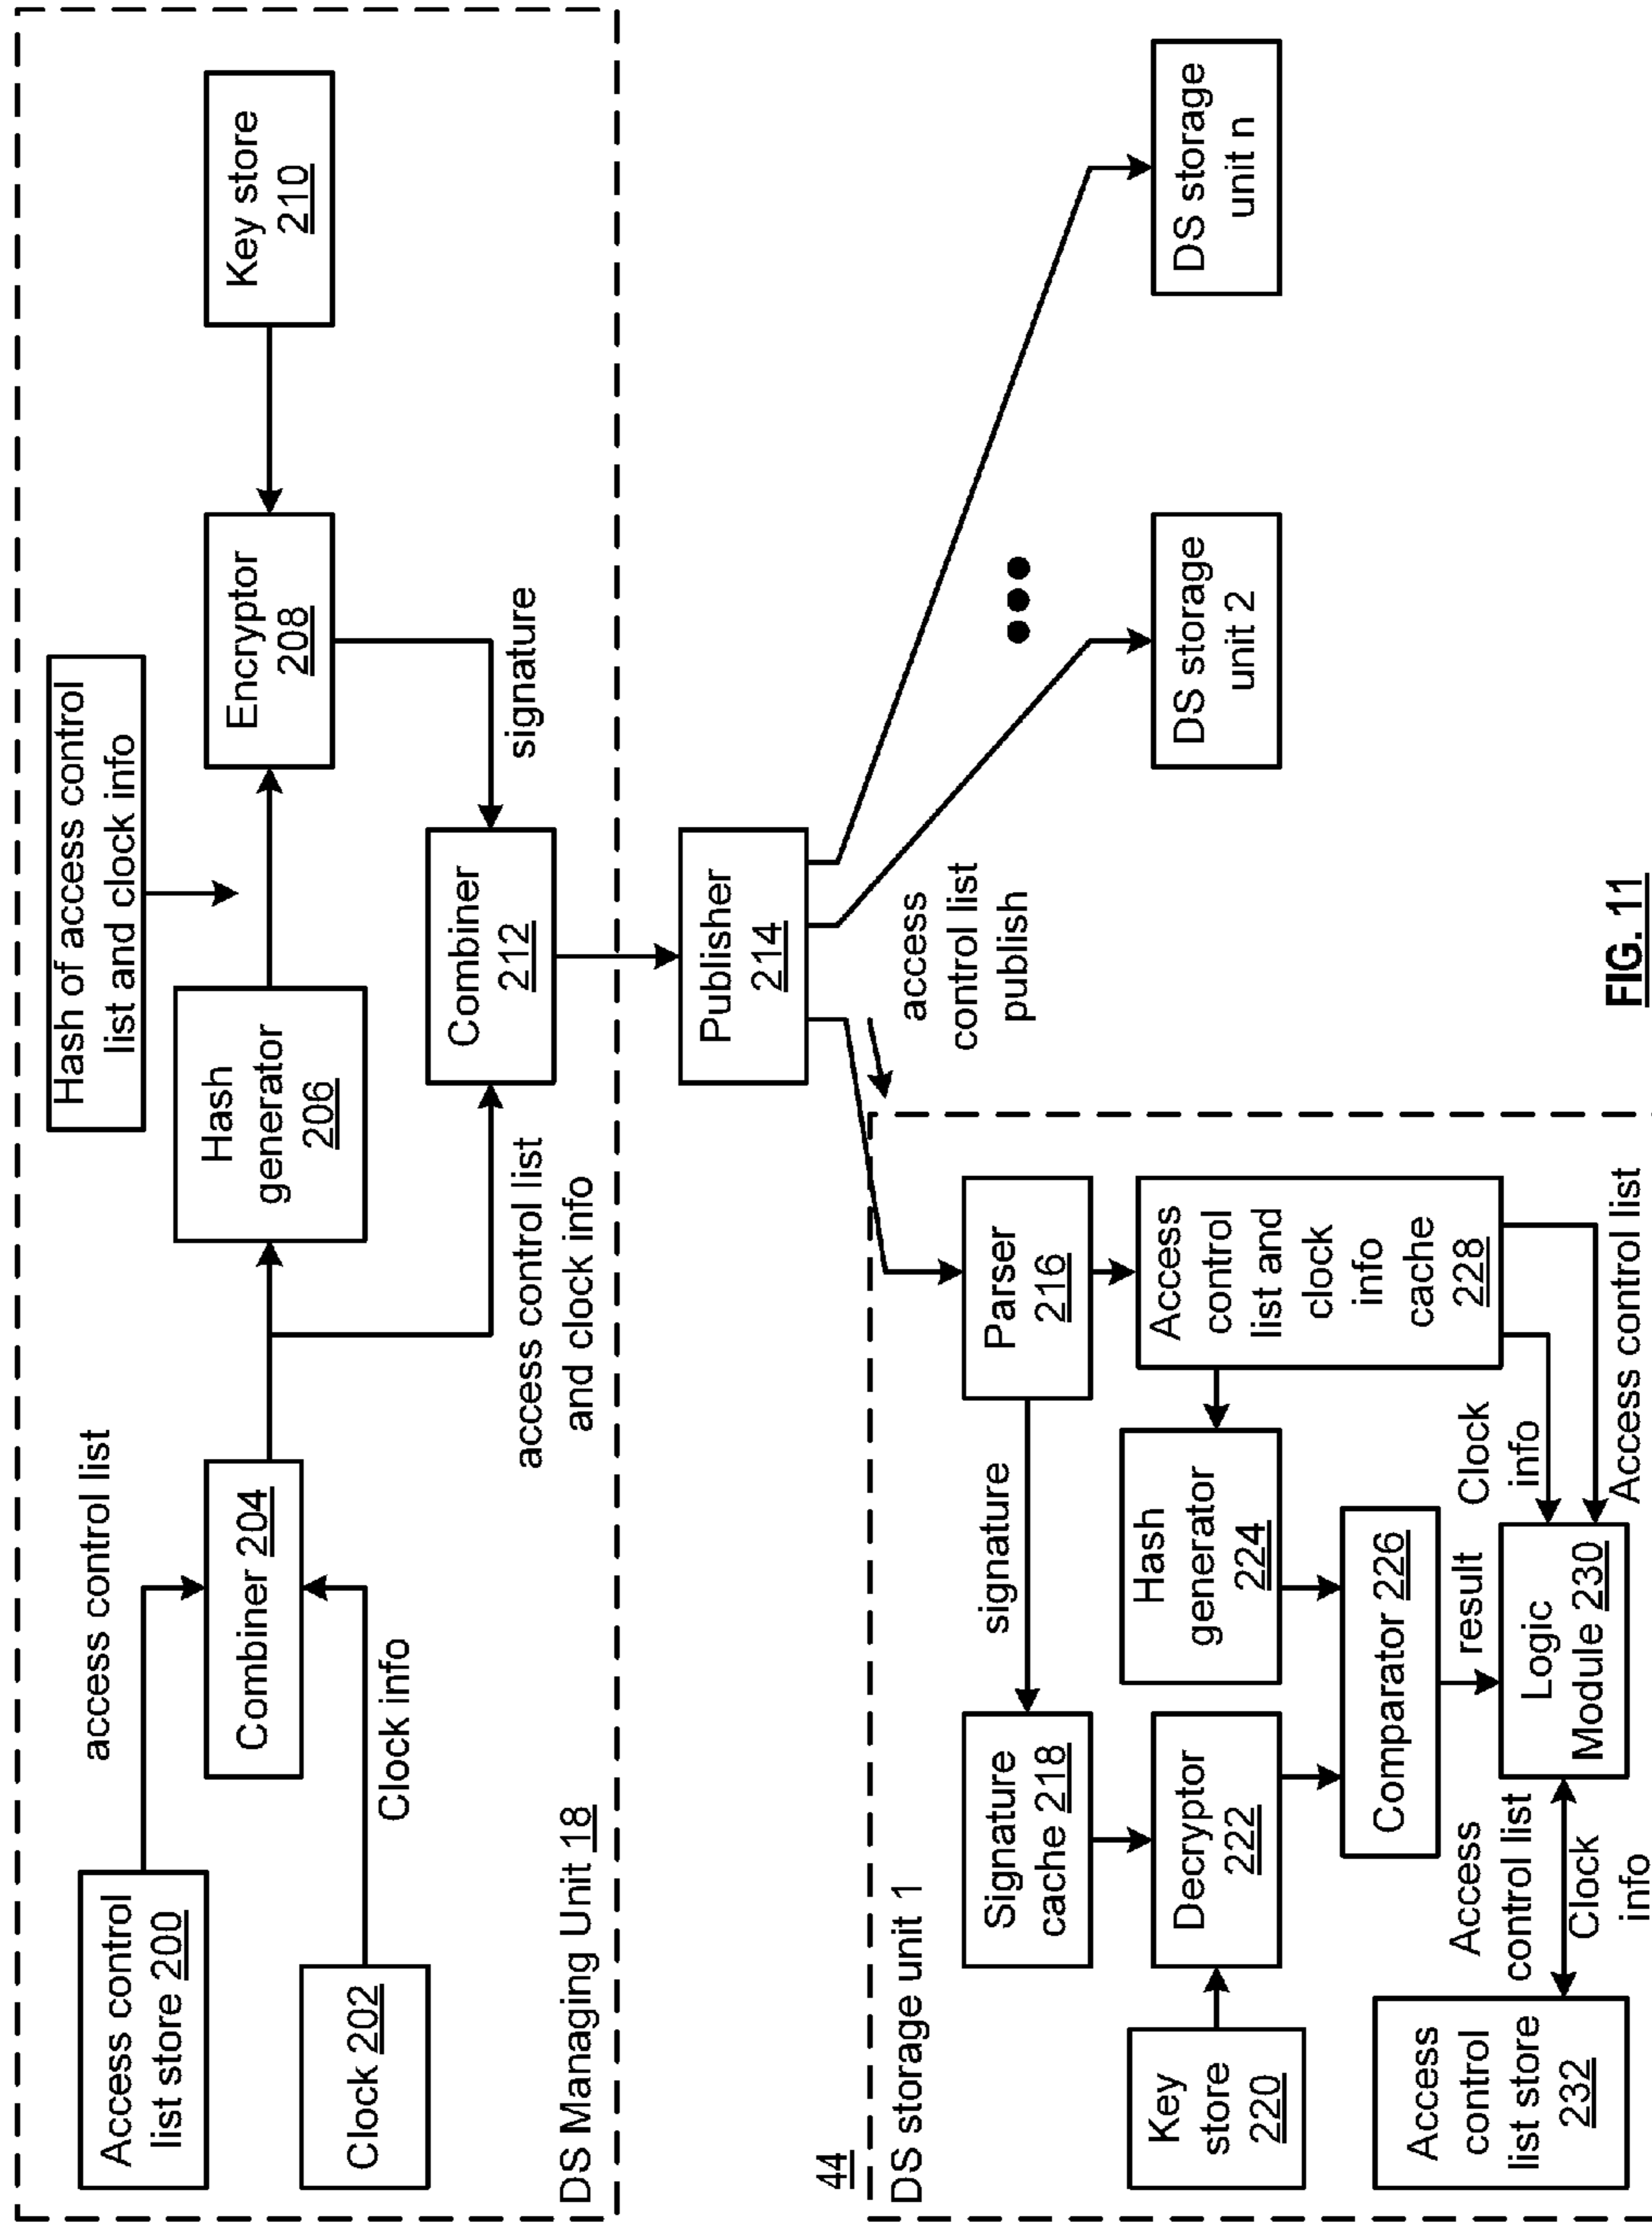 Hash of access control
list and clock info
access control list
Access control
list store 200
Combiner 204
Hash
generator
206
Encryptor
208
Key store
210
Clock 202
Clock info
access control list
and clock info
Combiner
212
signature
DS Managing Unit 18
Publisher
214
access
control list
publish
44
DS storage unit 1
signature
Signature
cache 218
Parser
216
DS storage
unit 2
DS storage
unit n
Key
store
220
Decryptor
222
Hash
generator
224
Access
control
list and
clock
info
cache
228
Comparator 226
Access
control list
result
Clock
info
Access
control
list store
232
Clock
info
Logic
Module 230
Access control list
FIG. 11